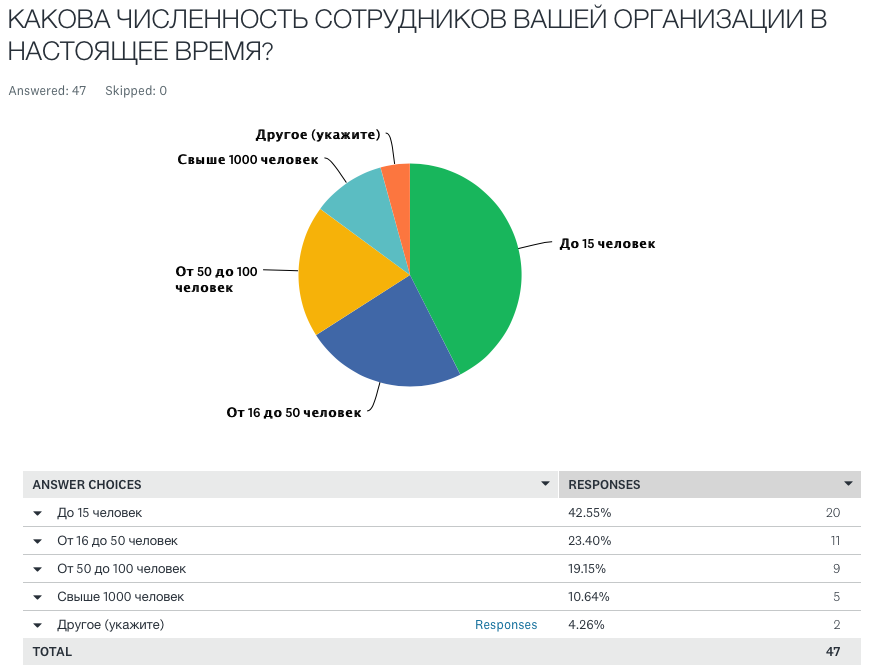 КАКОВА ЧИСЛЕННОСТЬ СОТРУДНИКОВ ВАШЕЙ ОРГАНИЗАЦИИ В
НАСТОЯЩЕЕ ВРЕМЯ?
Answered: 47 Skipped: 0
Другое (укажите)
Свыше 1000 человек
До 15 человек
От 50 до 100
человек
От 16 до 50 человек
ANSWER CHOICES RESPONSES
До 15 человек 42.55% 20
От 16 до 50 человек 23.40% 11
От 50 до 100 человек 19.15% 9
Свыше 1000 человек 10.64% 5
Другое (укажите) Responses 4.26% 2
TOTAL 47